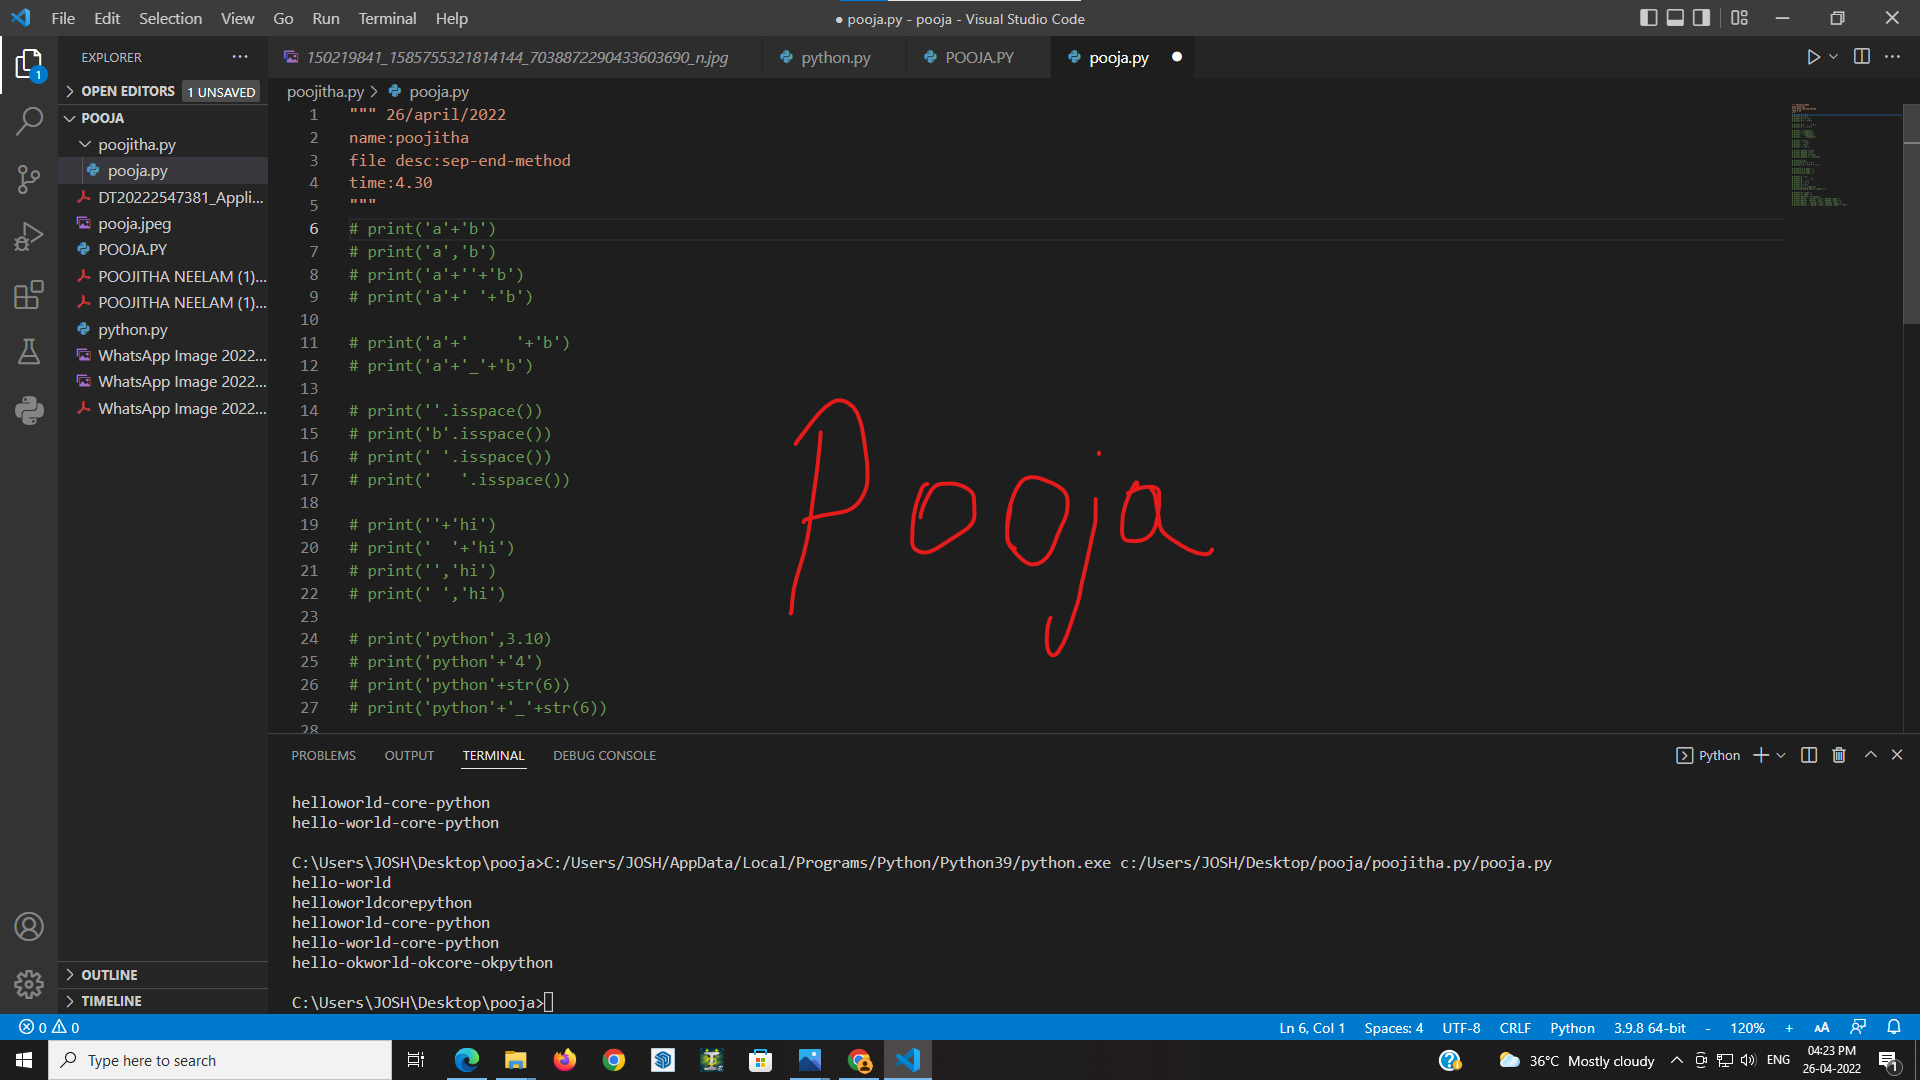 File Edit Selection View Go Run Terminal Help
● pooja.py - pooja - Visual Studio Code
EXPLORER
150219841_1585755321814144_7038872290433603690_n.jpg python.py POOJA.PY pooja.py
OPEN EDITORS 1 UNSAVED
poojitha.py > pooja.py
POOJA
poojitha.py
pooja.py
DT20222547381_Appli...
pooja.jpeg
POOJA.PY
POOJITHA NEELAM (1)...
POOJITHA NEELAM (1)...
python.py
WhatsApp Image 2022...
WhatsApp Image 2022...
WhatsApp Image 2022...
OUTLINE
TIMELINE
1 """ 26/april/2022
2 name:poojitha
3 file desc:sep-end-method
4 time:4.30
5 """
6 # print('a'+'b')
7 # print('a','b')
8 # print('a'+''+'b')
9 # print('a'+' '+'b')
10
11 # print('a'+'     '+'b')
12 # print('a'+'_'+'b')
13
14 # print(''.isspace())
15 # print('b'.isspace())
16 # print(' '.isspace())
17 # print('   '.isspace())
18
19 # print(''+'hi')
20 # print('  '+'hi')
21 # print('','hi')
22 # print(' ','hi')
23
24 # print('python',3.10)
25 # print('python'+'4')
26 # print('python'+str(6))
27 # print('python'+'_'+str(6))
28
Pooja
PROBLEMS OUTPUT TERMINAL DEBUG CONSOLE
Python
helloworld-core-python
hello-world-core-python
C:\Users\JOSH\Desktop\pooja>C:/Users/JOSH/AppData/Local/Programs/Python/Python39/python.exe c:/Users/JOSH/Desktop/pooja/poojitha.py/pooja.py
hello-world
helloworldcorepython
helloworld-core-python
hello-world-core-python
hello-okworld-okcore-okpython
C:\Users\JOSH\Desktop\pooja>
0 0
Ln 6, Col 1 Spaces: 4 UTF-8 CRLF Python 3.9.8 64-bit - 120% +
Type here to search
36°C Mostly cloudy
ENG
04:23 PM
26-04-2022
1